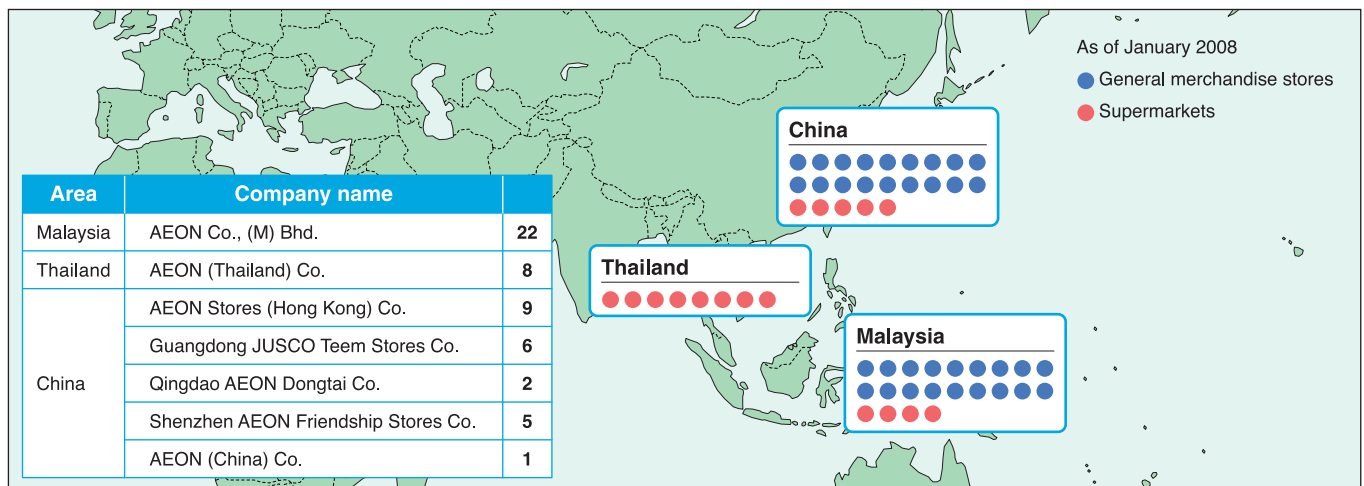 As of January 2008
General merchandise stores
Supermarkets
China
Thailand
Malaysia
Area Company name
Malaysia AEON Co., (M) Bhd. 22
Thailand AEON (Thailand) Co. 8
China
AEON Stores (Hong Kong) Co. 9
Guangdong JUSCO Teem Stores Co. 6
Qingdao AEON Dongtai Co. 2
Shenzhen AEON Friendship Stores Co. 5
AEON (China) Co. 1